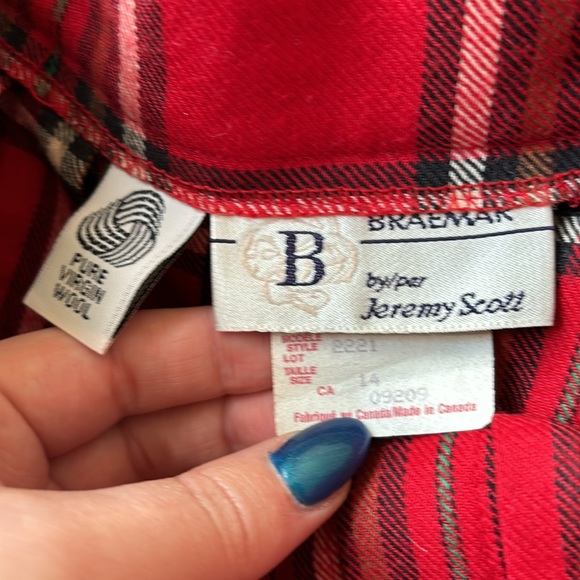 PURE
VIRGIN
WOOL
BRAEMAR
B
by/par
Jeremy Scott
MODELE
STYLE 2221
LOT
TAILLE
SIZE 14
CA 09209
Fabriqué au Canada/Made in Canada